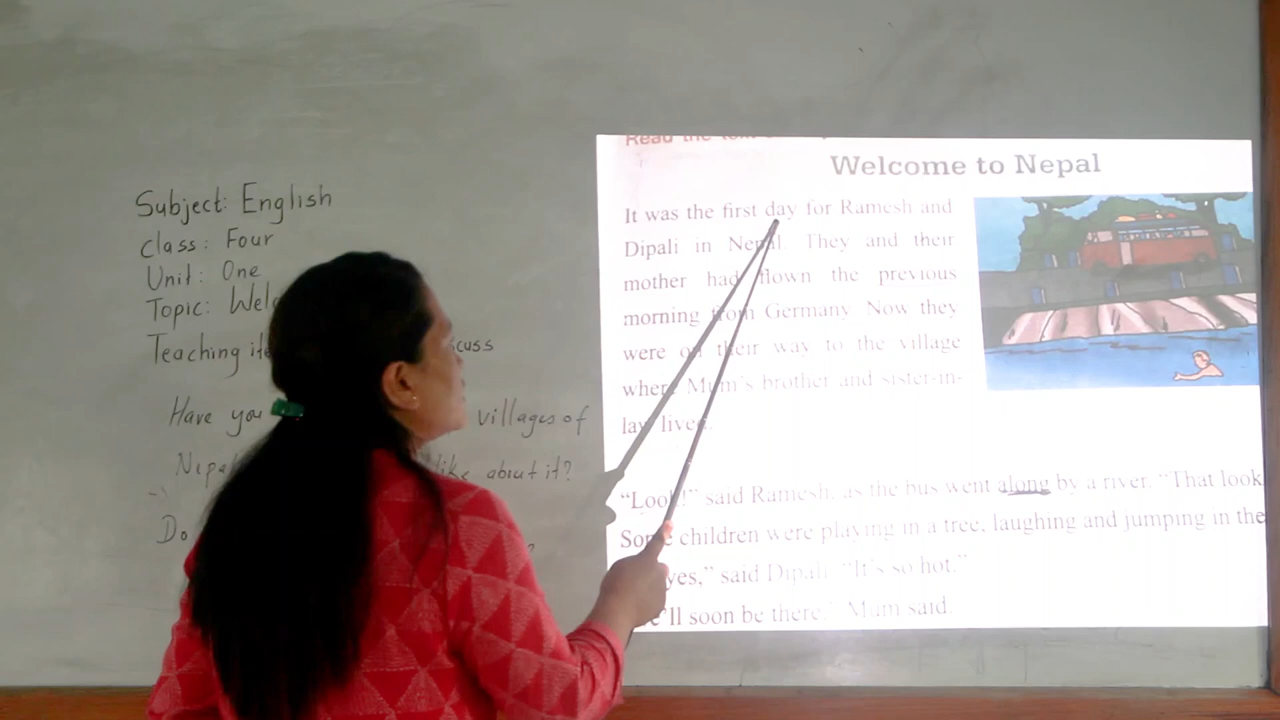 Subject: English
Class: Four
Unit: One
Topic:
Teaching
Have you villages of
like about it?
Do ?
Read the
Welcome to Nepal
It was the first day for Ramesh and
Dipali in Nepal. They and their
mother had flown the previous
morning from Germany. Now they
were on their way to the village
where Mum's brother and sister-in-
law lived.
“Look!” said Ramesh, as the bus went along by a river. “That look
Some children were playing in a tree, laughing and jumping in the
yes,” said Dipali. “It's so hot.”
'll soon be there.” Mum said.